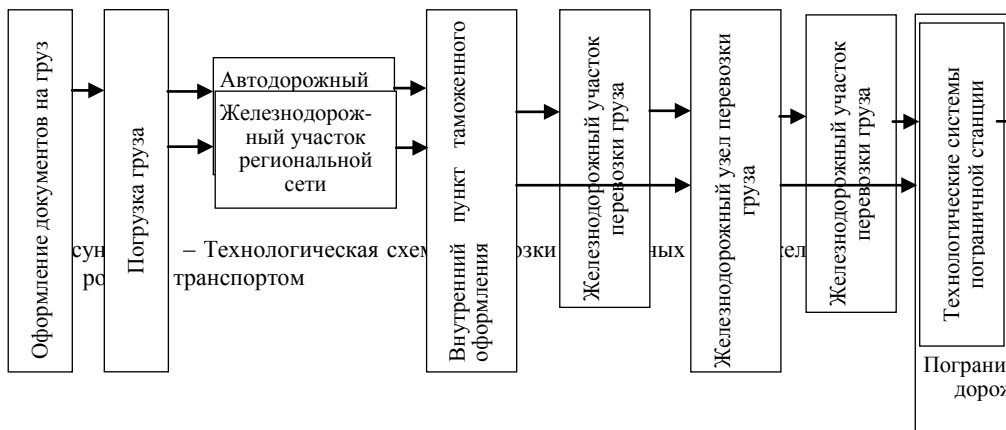 Оформление документов на груз
Погрузка груза
Автодорожный
Железнодорож-
ный участок
региональной
сети
Внутренний пункт таможенного
оформления
Железнодорожный участок
перевозки груза
Железнодорожный узел перевозки
груза
Железнодорожный участок
перевозки груза
Технологические системы
пограничной станции
– Технологическая
транспортом